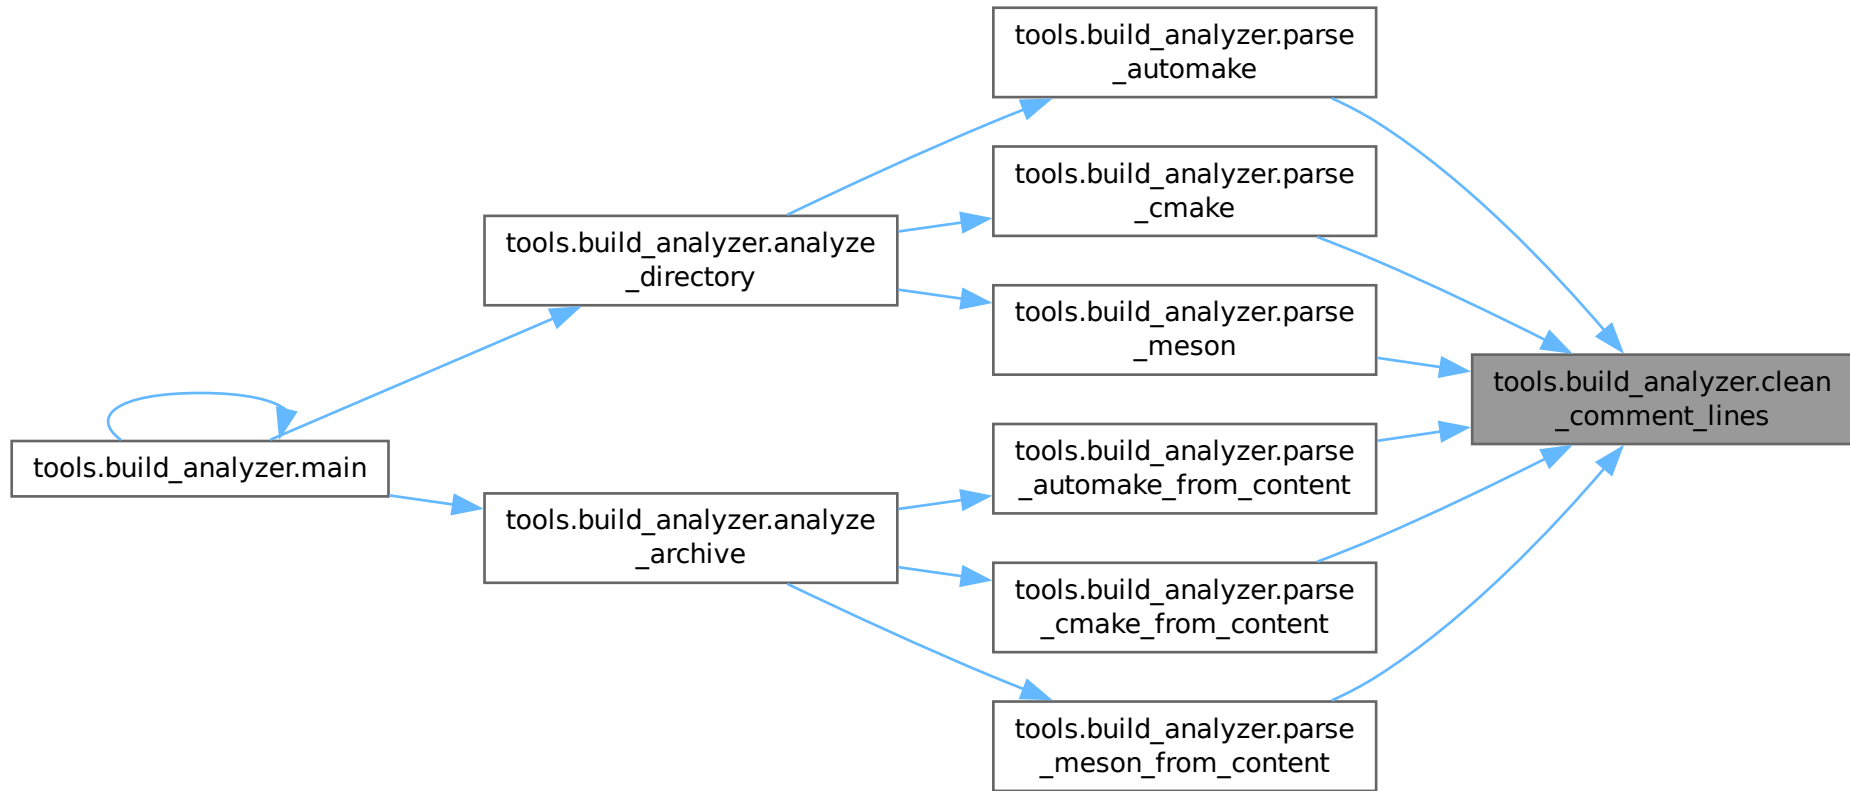 tools.build_analyzer.main
tools.build_analyzer.analyze
_directory
tools.build_analyzer.analyze
_archive
tools.build_analyzer.parse
_automake
tools.build_analyzer.parse
_cmake
tools.build_analyzer.parse
_meson
tools.build_analyzer.parse
_automake_from_content
tools.build_analyzer.parse
_cmake_from_content
tools.build_analyzer.parse
_meson_from_content
tools.build_analyzer.clean
_comment_lines